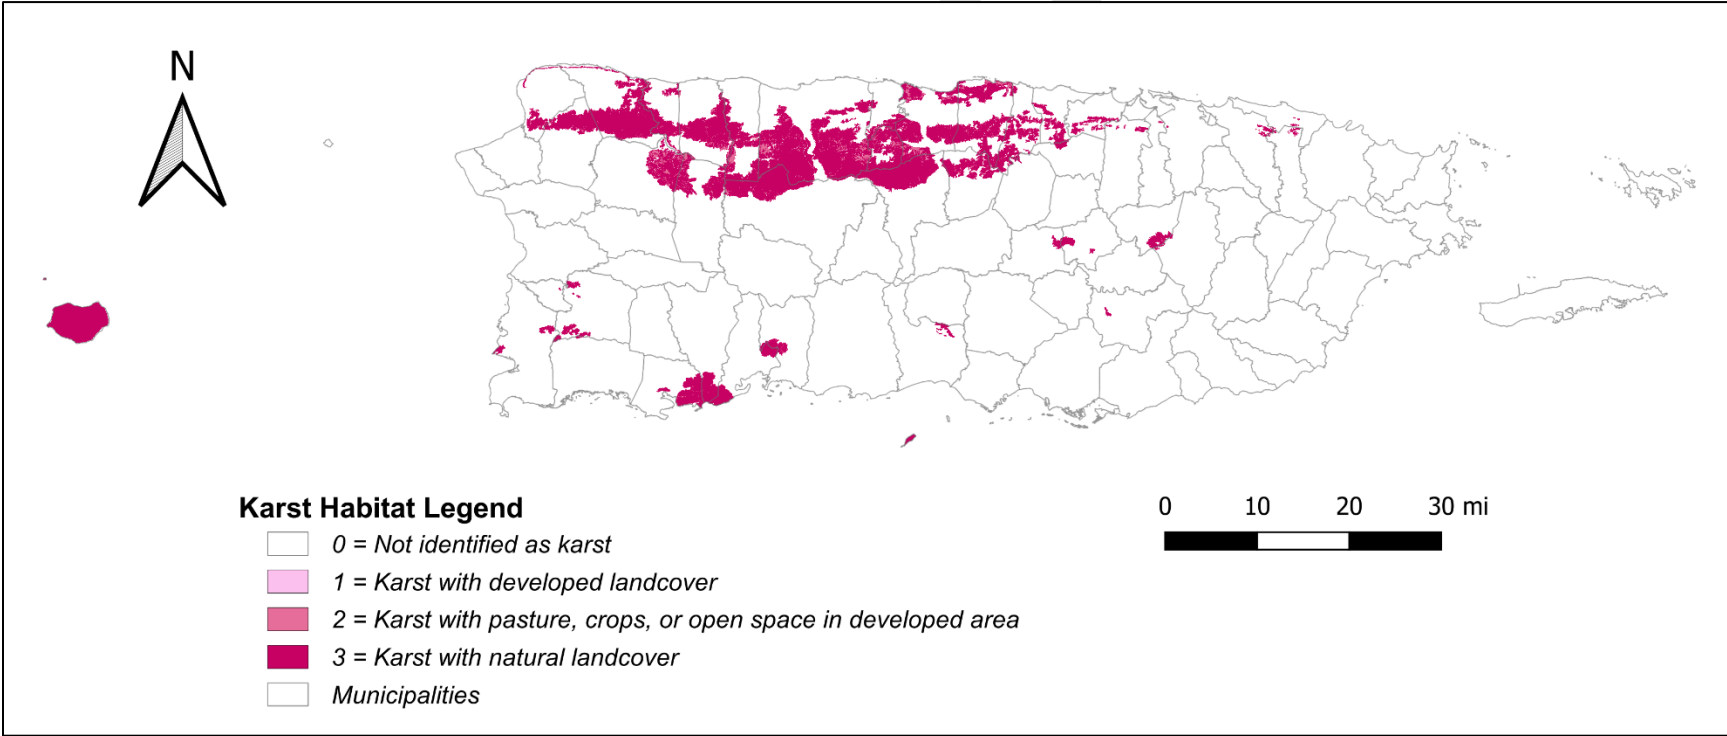 N
Karst Habitat Legend
0 = Not identified as karst
1 = Karst with developed landcover
2 = Karst with pasture, crops, or open space in developed area
3 = Karst with natural landcover
Municipalities
0 10 20 30 mi